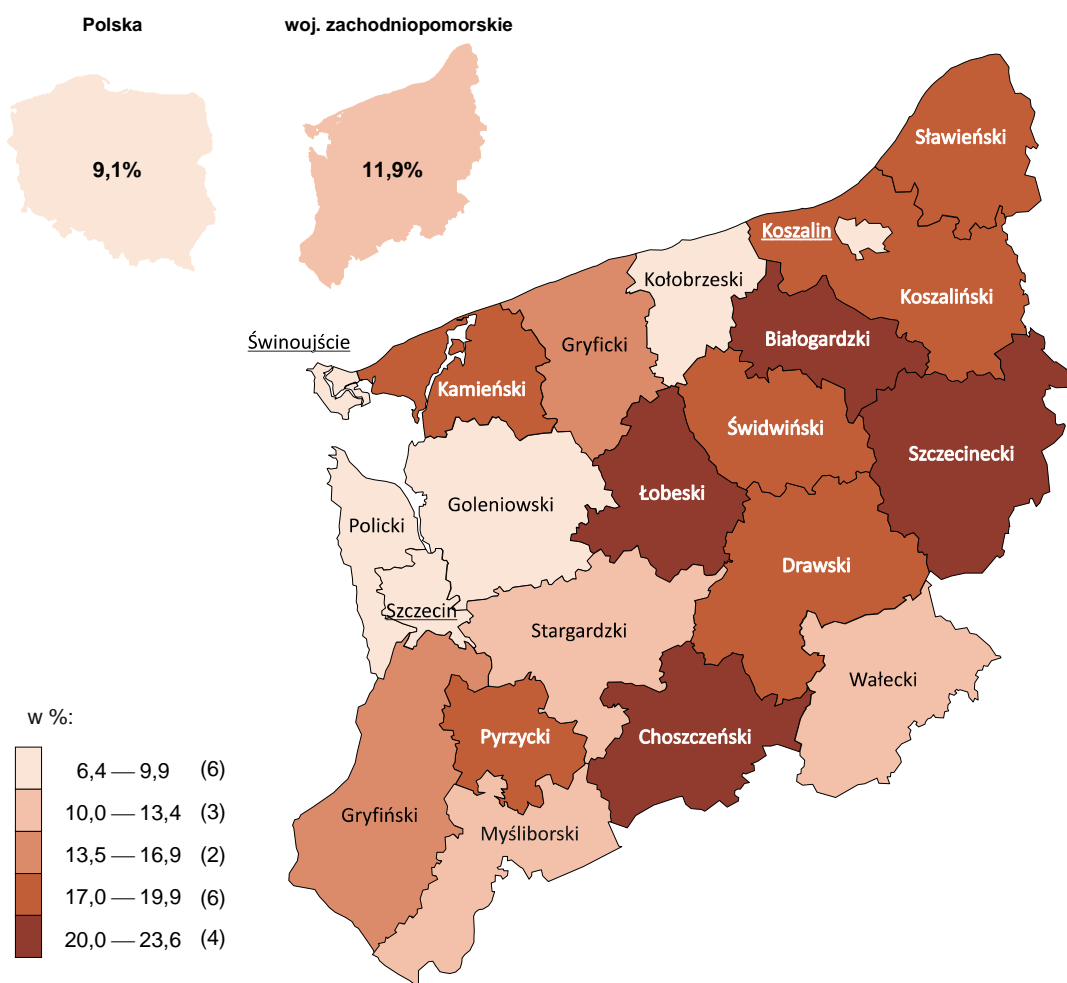 Polska
woj. zachodniopomorskie
9,1%
11,9%
Sławieński
Koszalin
Kołobrzeski
Koszaliński
Świnoujście
Gryficki
Białogardzki
Kamieński
Świdwiński
Szczecinecki
Łobeski
Goleniowski
Policki
Drawski
Szczecin
Stargardzki
Wałecki
w %:
Pyrzycki
Choszczeński
6,4 — 9,9 (6)
10,0 — 13,4 (3)
Gryfiński
Myśliborski
13,5 — 16,9 (2)
17,0 — 19,9 (6)
20,0 — 23,6 (4)